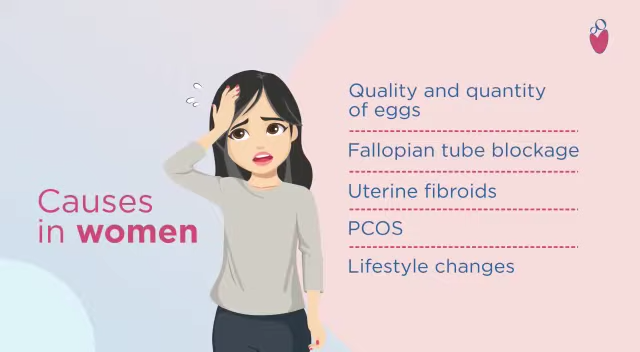 Causes
in women
Quality and quantity
of eggs
Fallopian tube blockage
Uterine fibroids
PCOS
Lifestyle changes